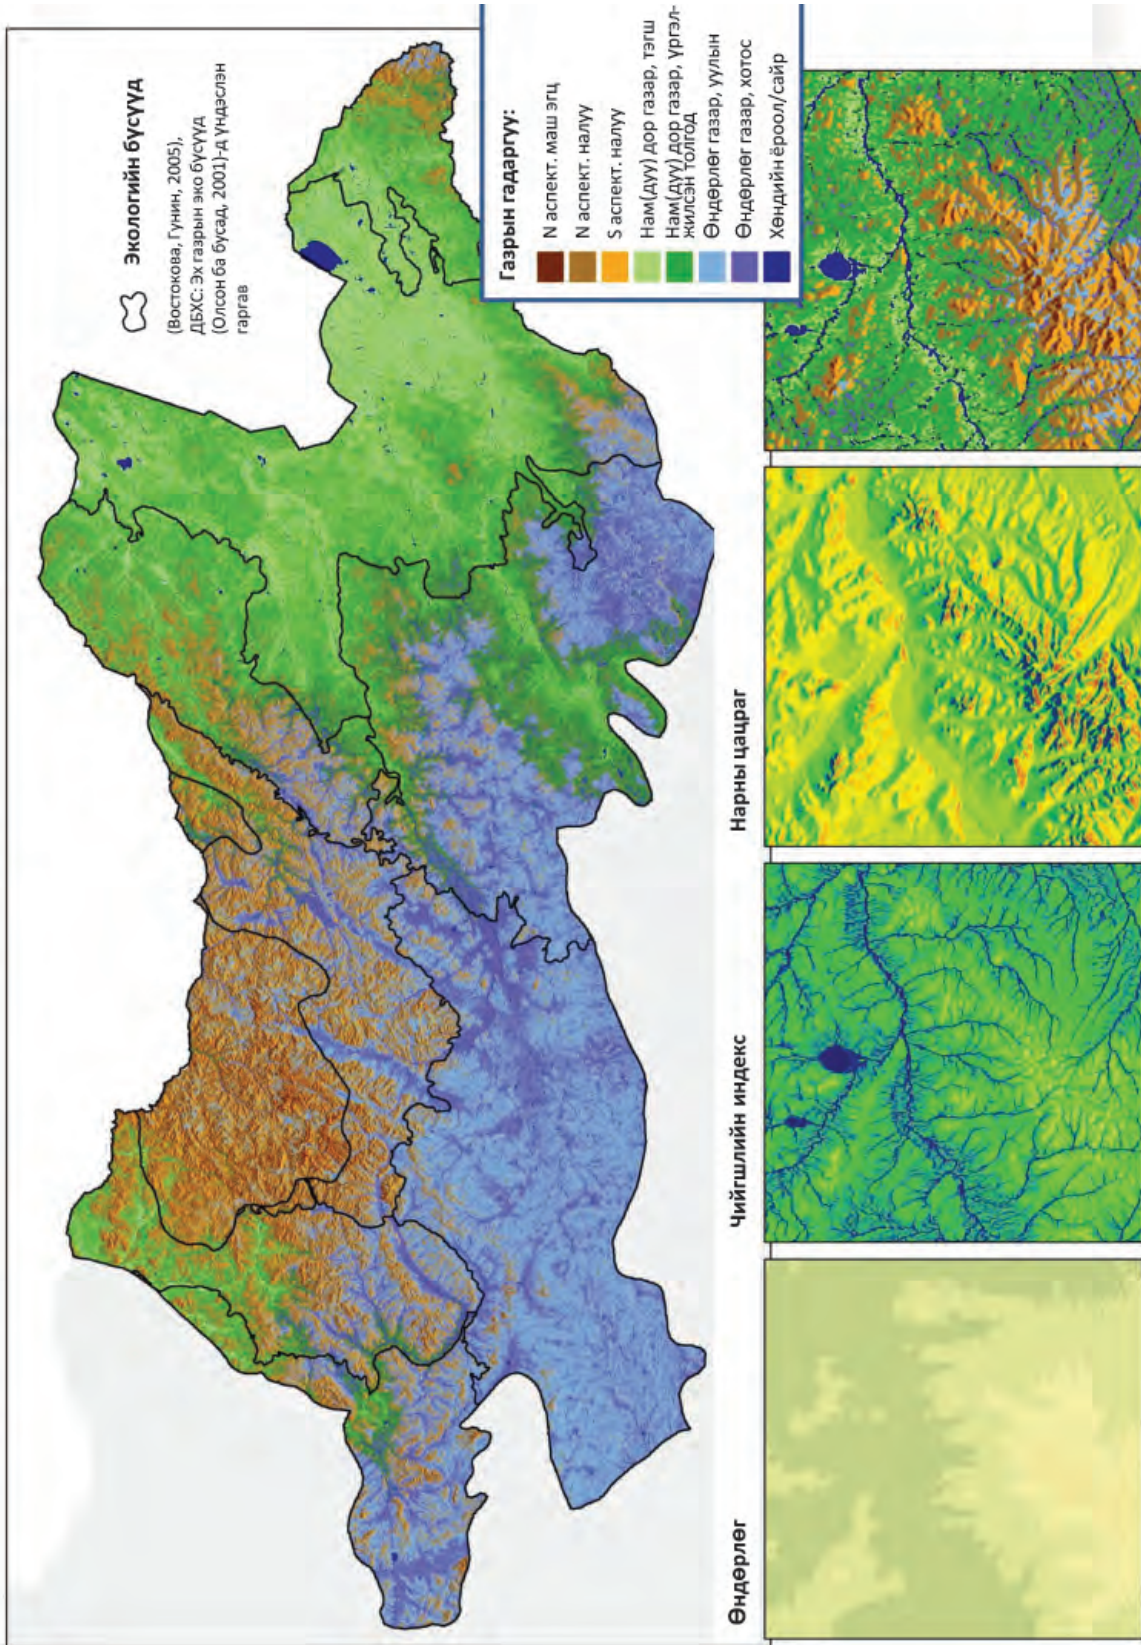 Экологийн бүсүүд
(Востокова, Гунин, 2005),
ДБХС: Эх газрын эко бүсүүд
(Олсон ба бусад, 2001)-д үндэслэн
гаргав
Газрын гадаргуу:
N аспект. маш эгц
N аспект. налуу
S аспект. налуу
Нам(дуу) дор газар, тэгш
Нам(дуу) дор газар, үргэл-
жилсэн толгод
Өндөрлөг газар, уулын
Өндөрлөг газар, хотос
Хөндийн ёроол/сайр
Өндөрлөг
Чийгшлийн индекс
Нарны цацраг